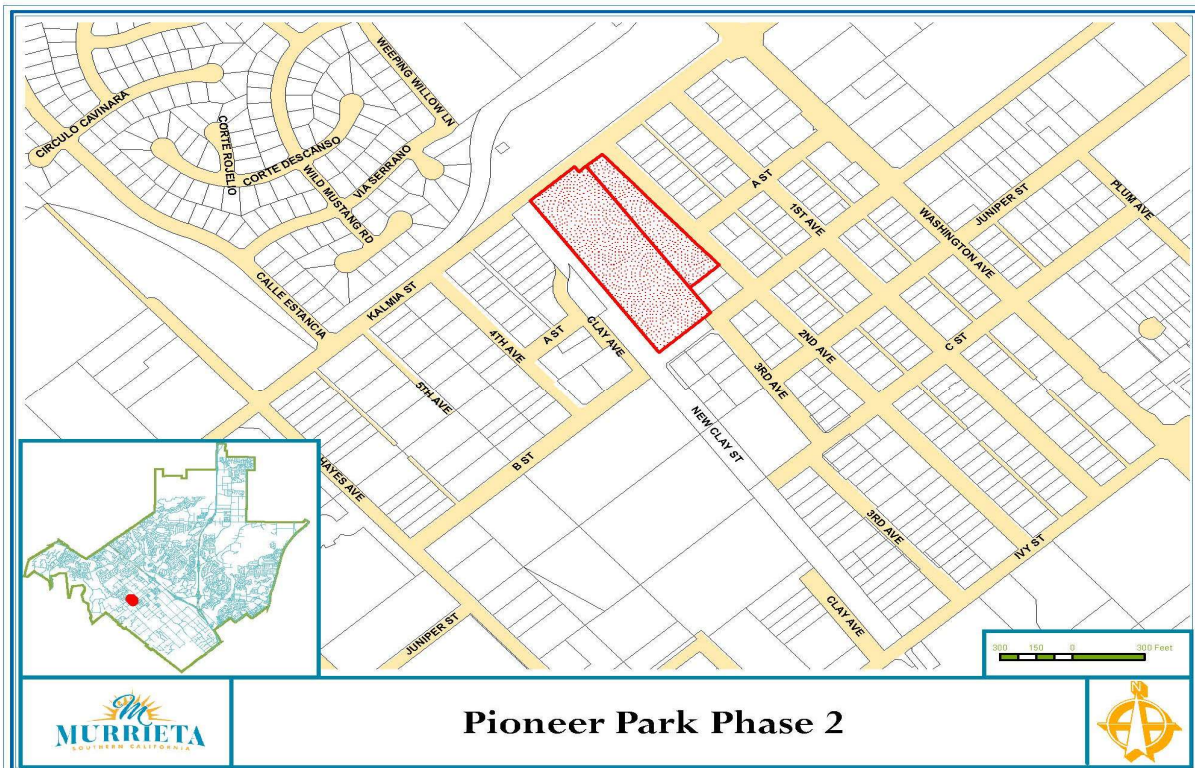 WEEPING WILLOW LN
CIRCULO CAVINARA
CORTE ROJELIO
CORTE DESCANSO
VIA SERRANO
WILD MUSTANG RD
CALLE ESTANCIA
KALMIA ST
A ST
1ST AVE
WASHINGTON AVE
JUNIPER ST
PLUM AVE
4TH AVE
A ST
CLAY AVE
5TH AVE
2ND AVE
C ST
3RD AVE
NEW CLAY ST
B ST
HAYES AVE
3RD AVE
IVY ST
CLAY AVE
JUNIPER ST
300 150 0 300 Feet
M
MURRIETA
SOUTHERN CALIFORNIA
Pioneer Park Phase 2
N